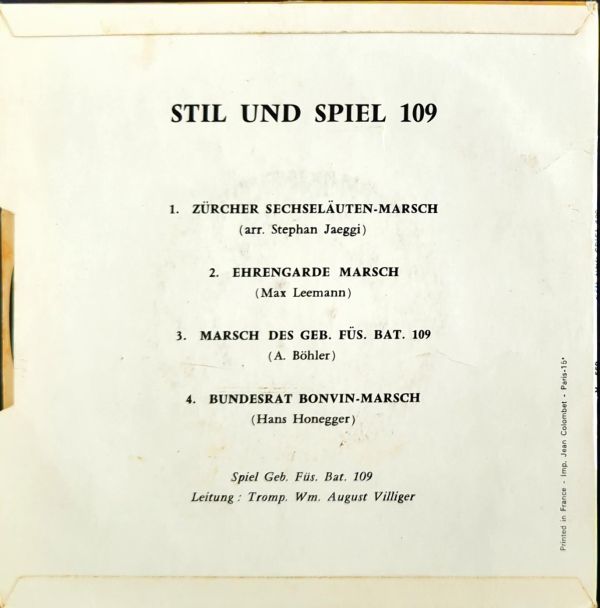 STIL UND SPIEL 109
1. ZÜRCHER SECHSELÄUTEN-MARSCH
(arr. Stephan Jaeggi)
2. EHRENGARDE MARSCH
(Max Leemann)
3. MARSCH DES GEB. FÜS. BAT. 109
(A. Böhler)
4. BUNDESRAT BONVIN-MARSCH
(Hans Honegger)
Spiel Geb. Füs. Bat. 109
Leitung : Tromp. Wm. August Villiger
Printed in France - Imp. Jean Colombet - Paris-15e